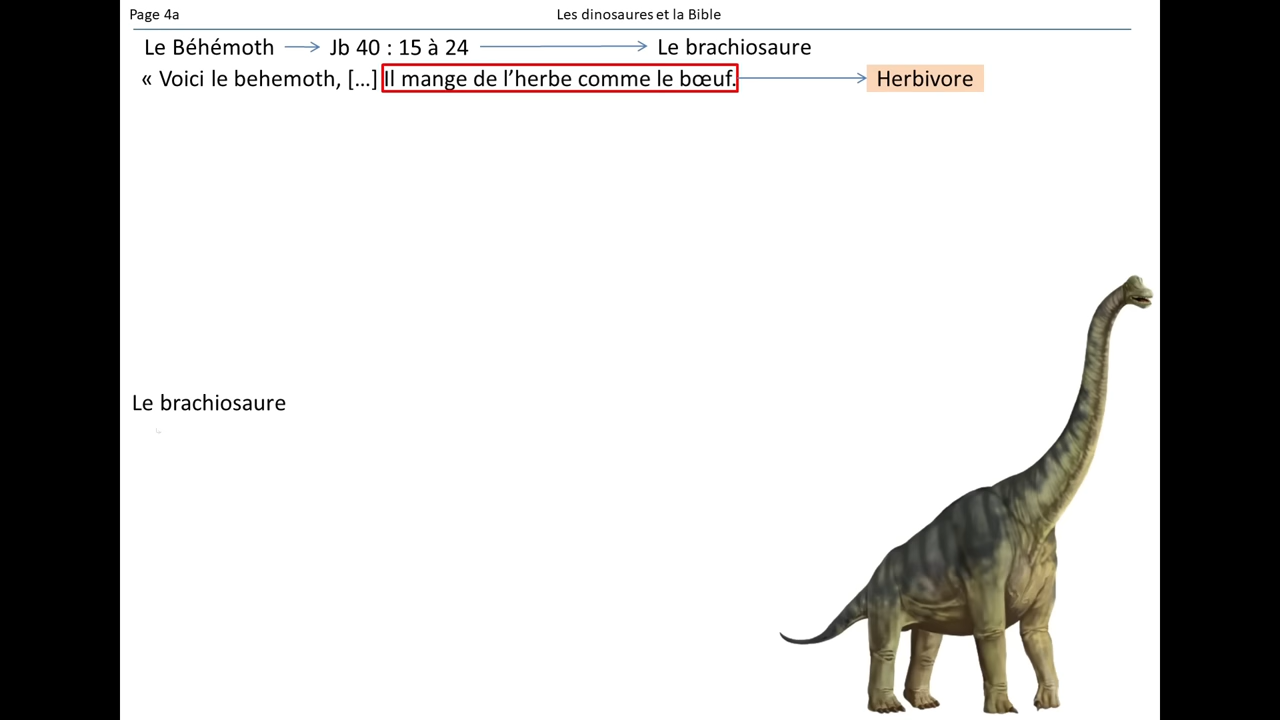 Page 4a
Les dinosaures et la Bible
Le Béhémoth
Jb 40 : 15 à 24
Le brachiosaure
« Voici le behemoth, [...] Il mange de l’herbe comme le bœuf.
Herbivore
Le brachiosaure